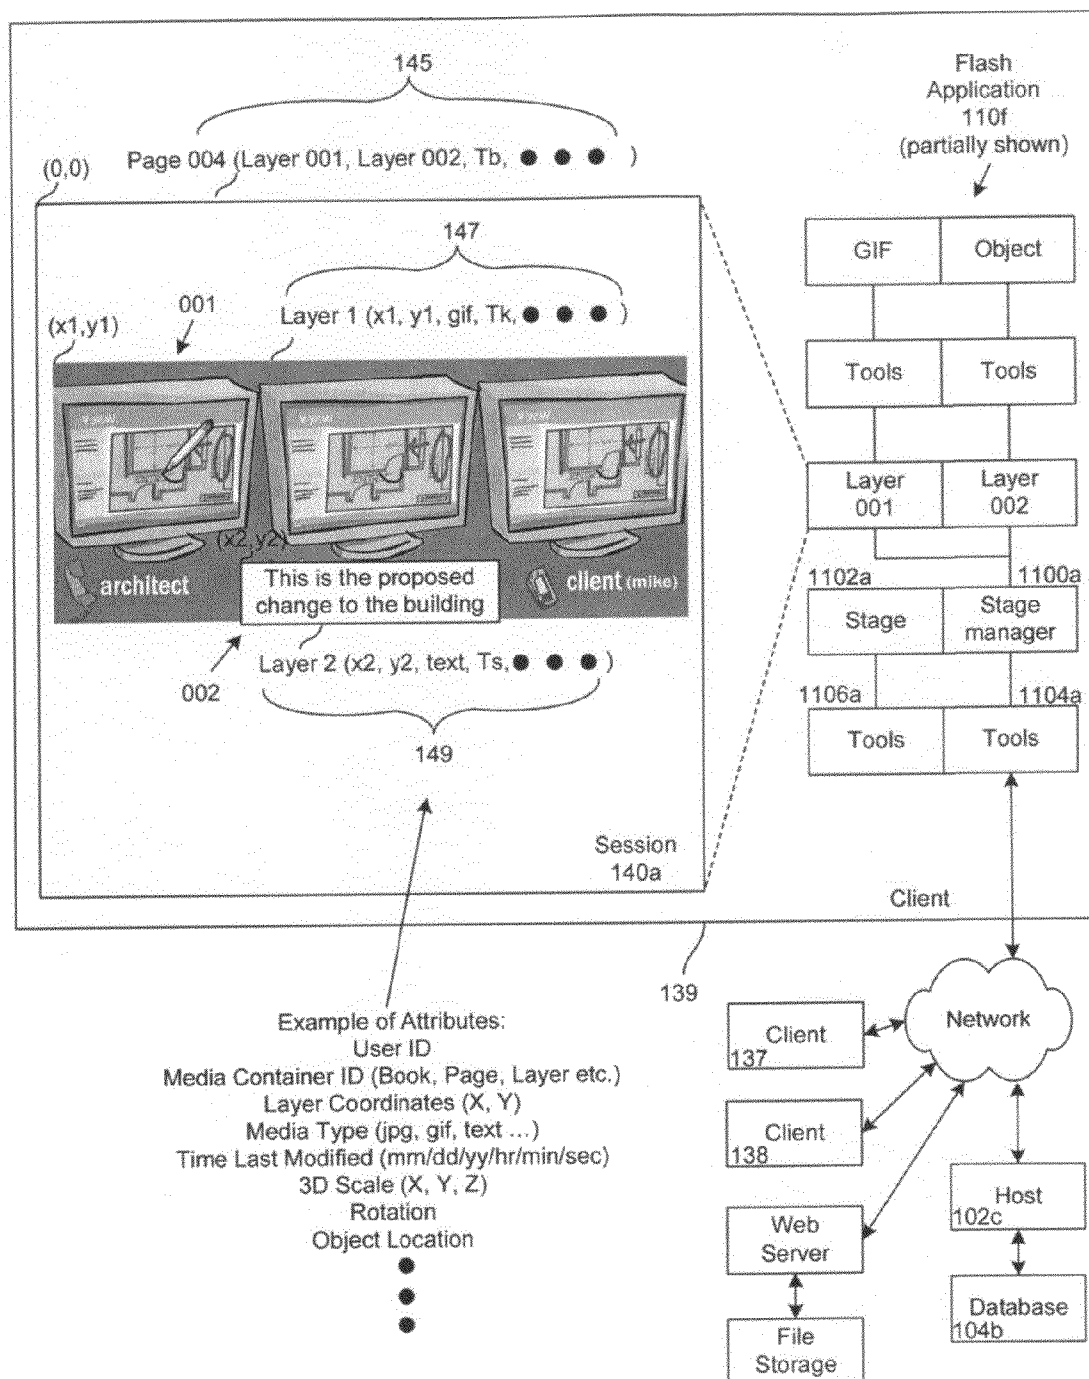 145
Page 004 (Layer 001, Layer 002, Tb, ● ● ● )
(0,0)
147
Layer 1 (x1, y1, gif, Tk, ● ● ● )
001
(x1,y1)
(x2,y2)
architect
This is the proposed
change to the building
client (mike)
Layer 2 (x2, y2, text, Ts, ● ● ● )
002
149
Session
140a
Client
139
Flash
Application
110f
(partially shown)
GIF
Object
Tools
Tools
Layer
001
Layer
002
1102a
1100a
Stage
Stage
manager
1106a
1104a
Tools
Tools
Example of Attributes:
User ID
Media Container ID (Book, Page, Layer etc.)
Layer Coordinates (X, Y)
Media Type (jpg, gif, text ...)
Time Last Modified (mm/dd/yy/hr/min/sec)
3D Scale (X, Y, Z)
Rotation
Object Location
●
●
●
Network
Client
137
Client
138
Host
102c
Web
Server
Database
104b
File
Storage